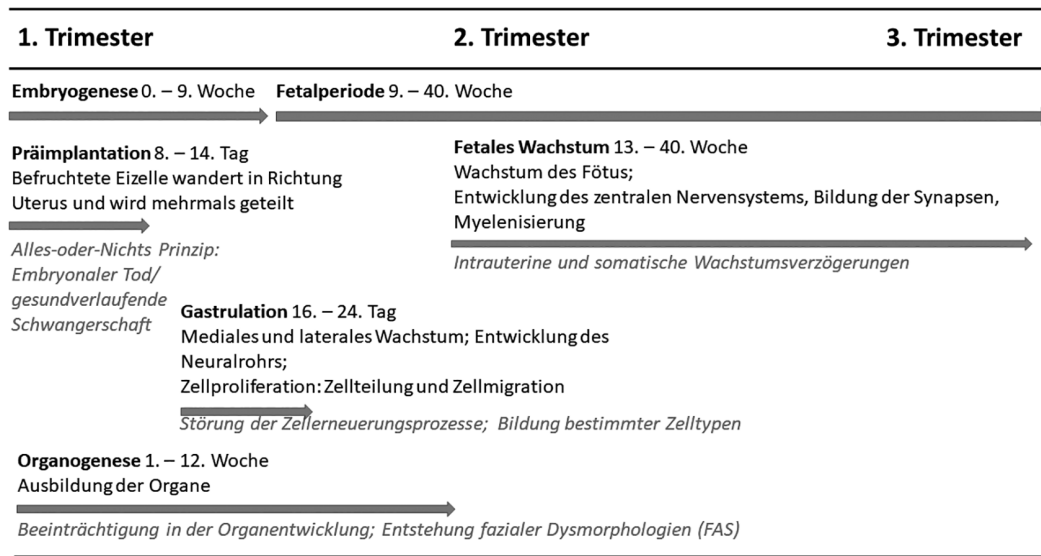 1. Trimester 2. Trimester 3. Trimester
Embryogenese 0. – 9. Woche Fetalperiode 9. – 40. Woche
Präimplantation 8. – 14. Tag
Befruchtete Eizelle wandert in Richtung
Uterus und wird mehrmals geteilt
Alles-oder-Nichts Prinzip:
Embryonaler Tod/
gesundverlaufende
Schwangerschaft
Fetales Wachstum 13. – 40. Woche
Wachstum des Fötus;
Entwicklung des zentralen Nervensystems, Bildung der Synapsen,
Myelenisierung
Intrauterine und somatische Wachstumsverzögerungen
Gastrulation 16. – 24. Tag
Mediales und laterales Wachstum; Entwicklung des
Neuralrohrs;
Zellproliferation: Zellteilung und Zellmigration
Störung der Zellerneuerungsprozesse; Bildung bestimmter Zelltypen
Organogenese 1. – 12. Woche
Ausbildung der Organe
Beeinträchtigung in der Organentwicklung; Entstehung fazialer Dysmorphologien (FAS)